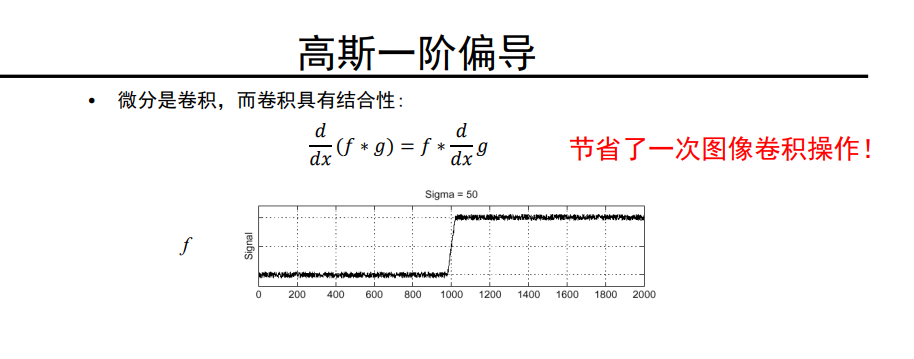 高斯一阶偏导
• 微分是卷积，而卷积具有结合性:
d/dx (f ∗ g) = f ∗ d/dx g
节省了一次图像卷积操作！
Sigma = 50
f
Signal
0 200 400 600 800 1000 1200 1400 1600 1800 2000